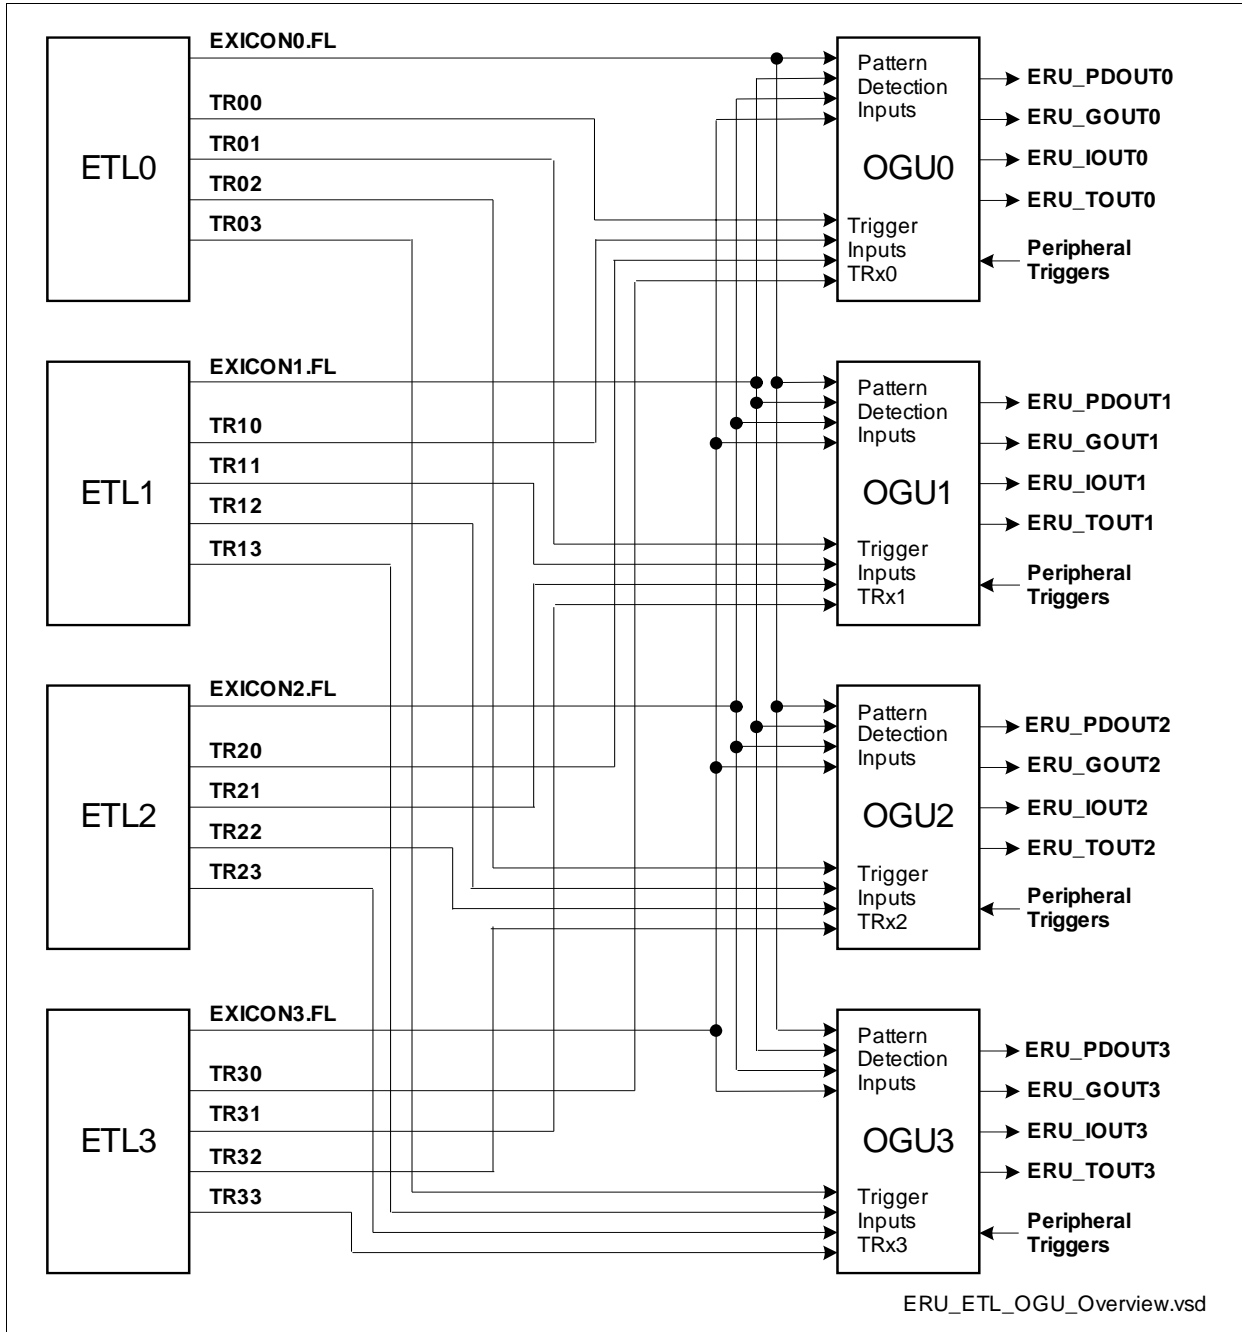 EXICON0.FL
TR00
TR01
TR02
TR03
ETL0
Pattern
Detection
Inputs
OGU0
Trigger
Inputs
TRx0
ERU_PDOUT0
ERU_GOUT0
ERU_IOUT0
ERU_TOUT0
Peripheral
Triggers
EXICON1.FL
TR10
TR11
TR12
TR13
ETL1
Pattern
Detection
Inputs
OGU1
Trigger
Inputs
TRx1
ERU_PDOUT1
ERU_GOUT1
ERU_IOUT1
ERU_TOUT1
Peripheral
Triggers
EXICON2.FL
TR20
TR21
TR22
TR23
ETL2
Pattern
Detection
Inputs
OGU2
Trigger
Inputs
TRx2
ERU_PDOUT2
ERU_GOUT2
ERU_IOUT2
ERU_TOUT2
Peripheral
Triggers
EXICON3.FL
TR30
TR31
TR32
TR33
ETL3
Pattern
Detection
Inputs
OGU3
Trigger
Inputs
TRx3
ERU_PDOUT3
ERU_GOUT3
ERU_IOUT3
ERU_TOUT3
Peripheral
Triggers
ERU_ETL_OGU_Overview.vsd